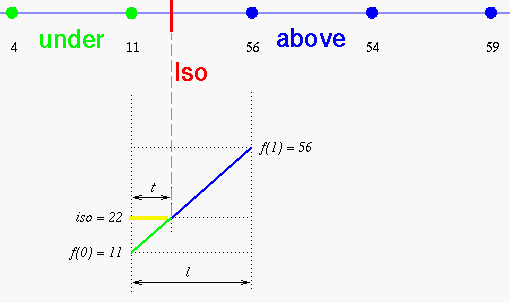 under above
4 11 56 54 59
Iso
f(1) = 56
t
iso = 22
f(0) = 11
l